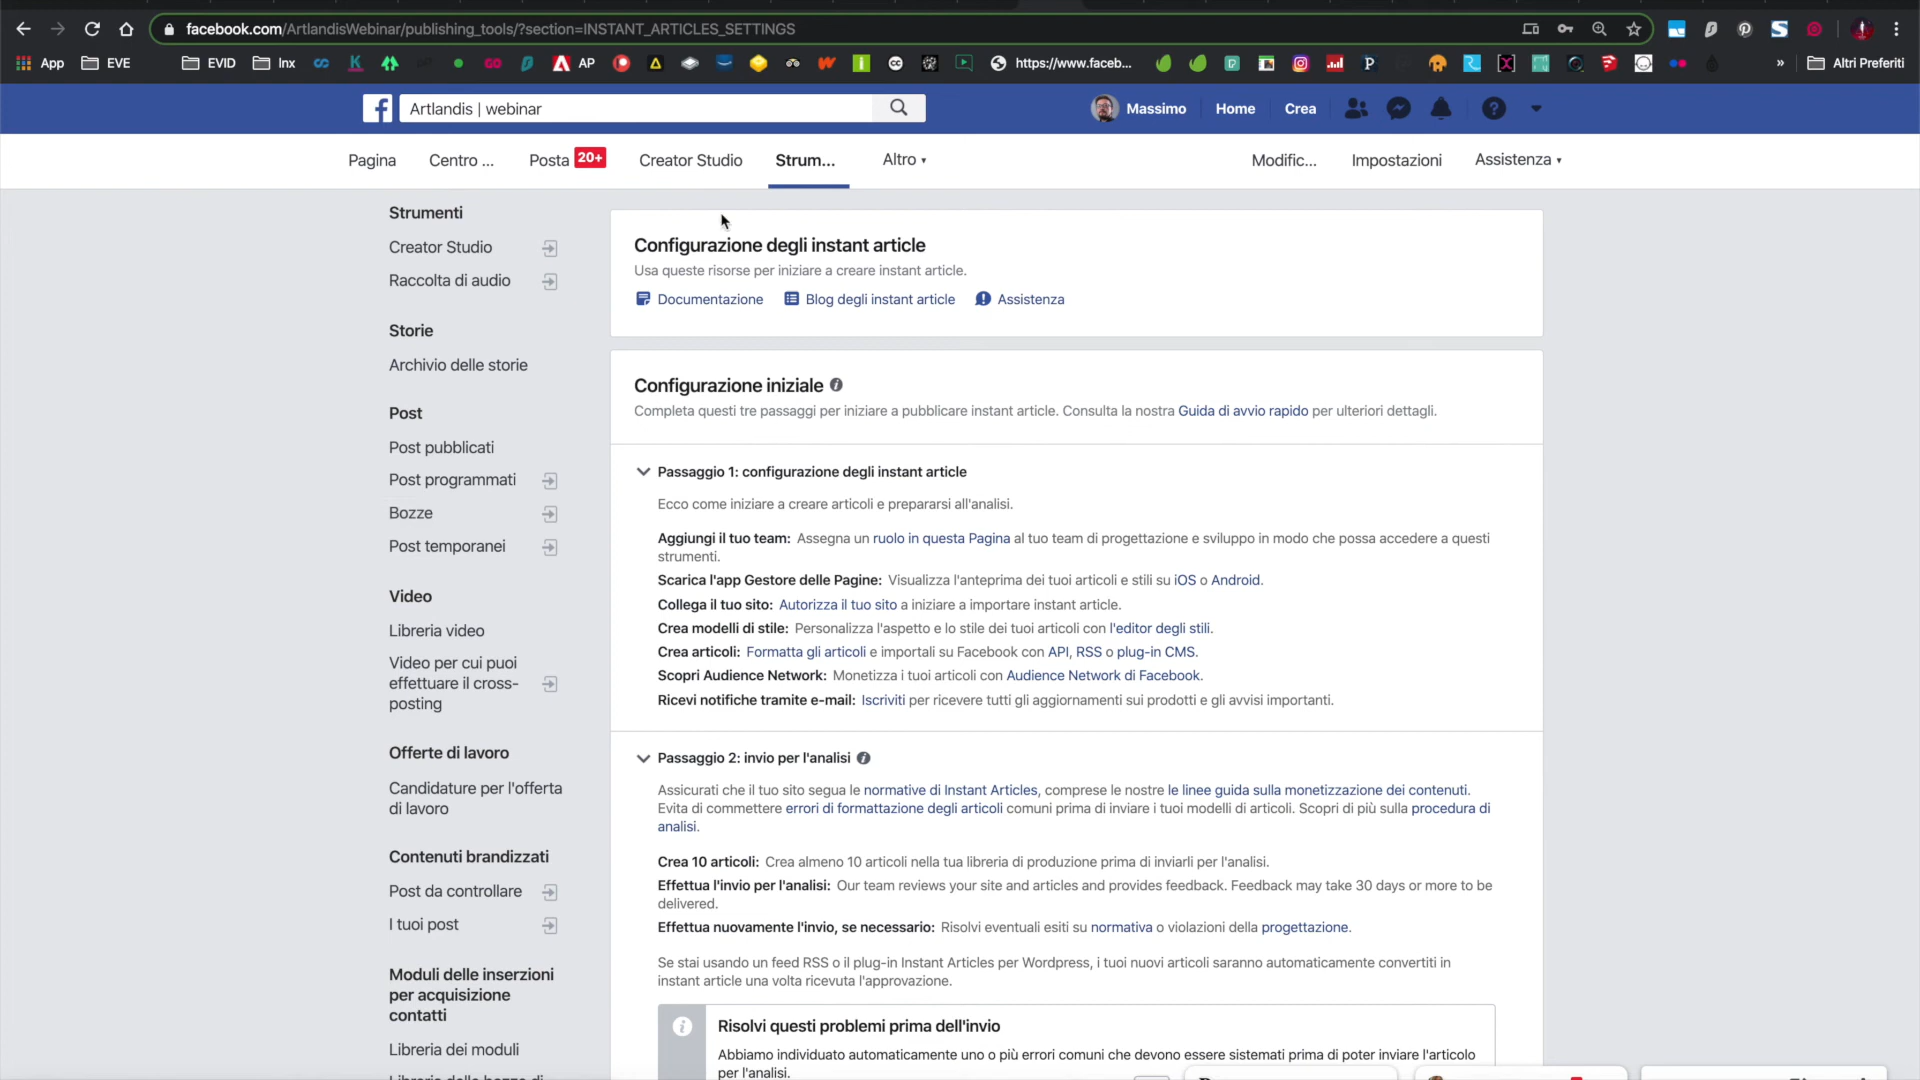 facebook.com/ArtlandisWebinar/publishing_tools/?section=INSTANT_ARTICLES_SETTINGS
App EVE EVID Inx AP https://www.faceb... » Altri Preferiti
Artlandis | webinar Massimo Home Crea
Pagina Centro ... Posta 20+ Creator Studio Strum... Altro Modific... Impostazioni Assistenza
Strumenti
Creator Studio
Raccolta di audio
Storie
Archivio delle storie
Post
Post pubblicati
Post programmati
Bozze
Post temporanei
Video
Libreria video
Video per cui puoi
effettuare il cross-
posting
Offerte di lavoro
Candidature per l'offerta
di lavoro
Contenuti brandizzati
Post da controllare
I tuoi post
Moduli delle inserzioni
per acquisizione
contatti
Libreria dei moduli
Configurazione degli instant article
Usa queste risorse per iniziare a creare instant article.
Documentazione Blog degli instant article Assistenza
Configurazione iniziale
Completa questi tre passaggi per iniziare a pubblicare instant article. Consulta la nostra Guida di avvio rapido per ulteriori dettagli.
Passaggio 1: configurazione degli instant article
Ecco come iniziare a creare articoli e prepararsi all'analisi.
Aggiungi il tuo team: Assegna un ruolo in questa Pagina al tuo team di progettazione e sviluppo in modo che possa accedere a questi
strumenti.
Scarica l'app Gestore delle Pagine: Visualizza l'anteprima dei tuoi articoli e stili su iOS o Android.
Collega il tuo sito: Autorizza il tuo sito a iniziare a importare instant article.
Crea modelli di stile: Personalizza l'aspetto e lo stile dei tuoi articoli con l'editor degli stili.
Crea articoli: Formatta gli articoli e importali su Facebook con API, RSS o plug-in CMS.
Scopri Audience Network: Monetizza i tuoi articoli con Audience Network di Facebook.
Ricevi notifiche tramite e-mail: Iscriviti per ricevere tutti gli aggiornamenti sui prodotti e gli avvisi importanti.
Passaggio 2: invio per l'analisi
Assicurati che il tuo sito segua le normative di Instant Articles, comprese le nostre le linee guida sulla monetizzazione dei contenuti.
Evita di commettere errori di formattazione degli articoli comuni prima di inviare i tuoi modelli di articoli. Scopri di più sulla procedura di
analisi.
Crea 10 articoli: Crea almeno 10 articoli nella tua libreria di produzione prima di inviarli per l'analisi.
Effettua l'invio per l'analisi: Our team reviews your site and articles and provides feedback. Feedback may take 30 days or more to be
delivered.
Effettua nuovamente l'invio, se necessario: Risolvi eventuali esiti su normativa o violazioni della progettazione.
Se stai usando un feed RSS o il plug-in Instant Articles per Wordpress, i tuoi nuovi articoli saranno automaticamente convertiti in
instant article una volta ricevuta l'approvazione.
Risolvi questi problemi prima dell'invio
Abbiamo individuato automaticamente uno o più errori comuni che devono essere sistemati prima di poter inviare l'articolo
per l'analisi.